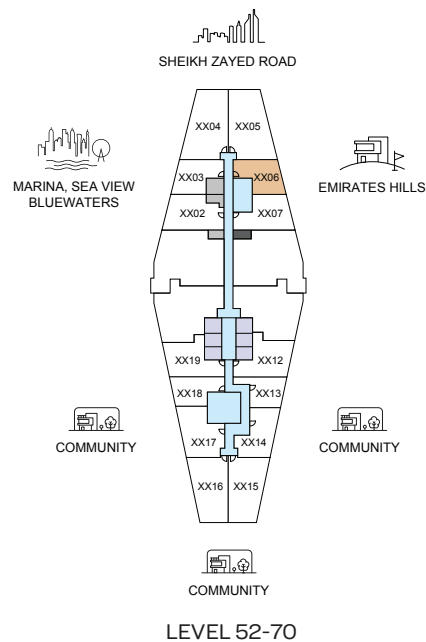 SHEIKH ZAYED ROAD
XX04
XX05
MARINA, SEA VIEW
BLUEWATERS
XX03
XX06
EMIRATES HILLS
XX02
XX07
XX19
XX12
XX18
XX13
COMMUNITY
XX17
XX14
COMMUNITY
XX16
XX15
COMMUNITY
LEVEL 52-70